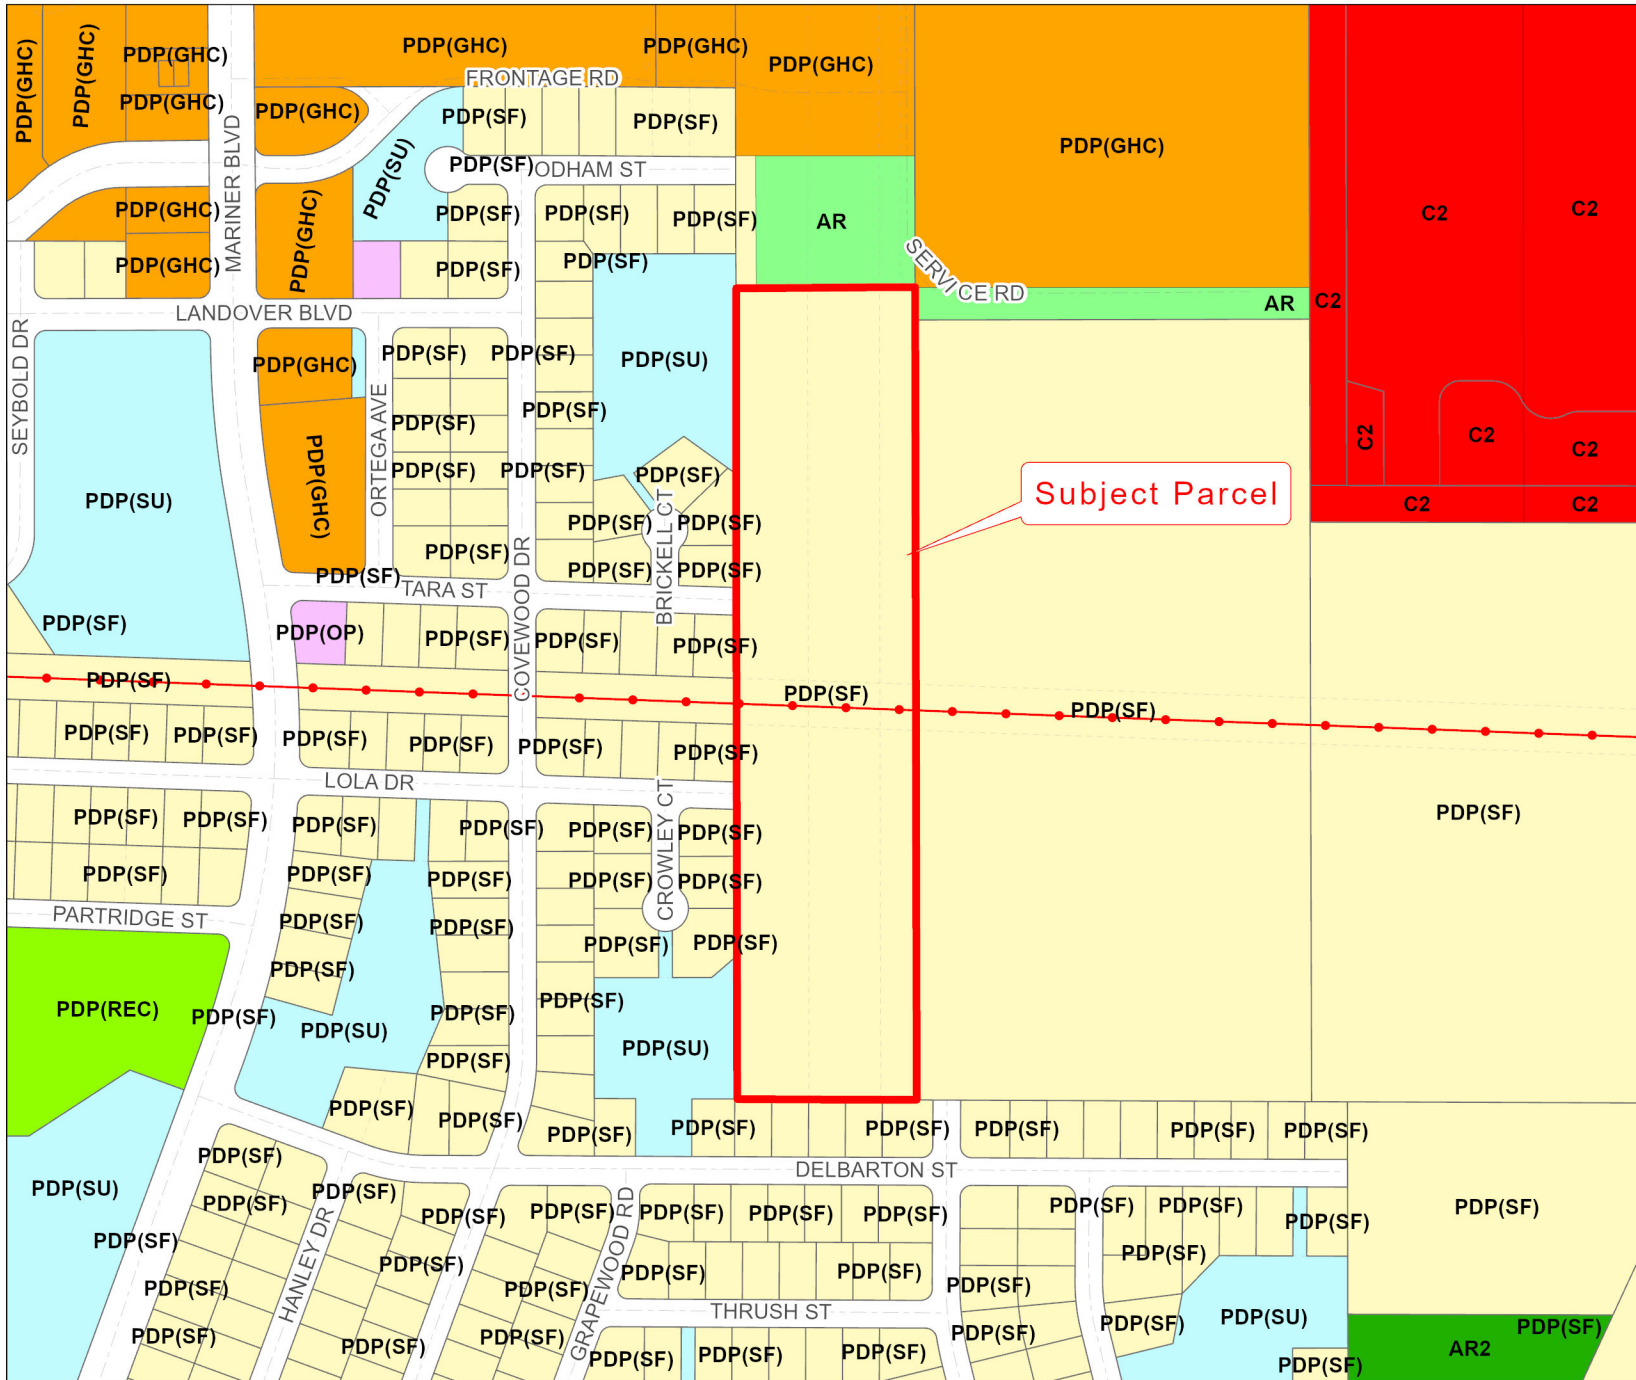 PDP(GHC)
PDP(GHC)
PDP(GHC)
PDP(GHC)
PDP(GHC)
PDP(GHC)
PDP(GHC)
PDP(GHC)
FRONTAGE RD
PDP(GHC)
PDP(SF)
PDP(SF)
MARINER BLVD
PDP(SU)
PDP(SF)
ODHAM ST
PDP(GHC)
C2
C2
PDP(GHC)
PDP(GHC)
PDP(SF)
PDP(SF)
PDP(SF)
AR
PDP(GHC)
PDP(SF)
PDP(SF)
SERVICE RD
AR
C2
LANDOVER BLVD
SEYBOLD DR
PDP(GHC)
PDP(SF)
PDP(SF)
PDP(SU)
ORTEGA AVE
PDP(SF)
PDP(SF)
C2
C2
C2
PDP(GHC)
PDP(SF)
PDP(SF)
PDP(SF)
PDP(SU)
Subject Parcel
C2
C2
BRICKELL CT
PDP(SF)
PDP(SF)
PDP(SF)
PDP(SF)
PDP(SF)
PDP(SF)
TARA ST
COVEWOOD DR
PDP(SF)
PDP(OP)
PDP(SF)
PDP(SF)
PDP(SF)
PDP(SF)
PDP(SF)
PDP(SF)
PDP(SF)
PDP(SF)
PDP(SF)
PDP(SF)
PDP(SF)
PDP(SF)
LOLA DR
CROWLEY CT
PDP(SF)
PDP(SF)
PDP(SF)
PDP(SF)
PDP(SF)
PDP(SF)
PDP(SF)
PDP(SF)
PDP(SF)
PDP(SF)
PDP(SF)
PDP(SF)
PDP(SF)
PARTRIDGE ST
PDP(SF)
PDP(SF)
PDP(SF)
PDP(SF)
PDP(SF)
PDP(REC)
PDP(SF)
PDP(SU)
PDP(SF)
PDP(SF)
PDP(SU)
PDP(SF)
PDP(SF)
PDP(SF)
PDP(SF)
PDP(SF)
PDP(SF)
PDP(SF)
PDP(SF)
PDP(SF)
PDP(SF)
DELBARTON ST
PDP(SU)
PDP(SF)
PDP(SF)
PDP(SF)
PDP(SF)
PDP(SF)
PDP(SF)
PDP(SF)
PDP(SF)
PDP(SF)
PDP(SF)
PDP(SF)
PDP(SF)
HANLEY DR
GRAPEWOOD RD
PDP(SF)
PDP(SF)
PDP(SF)
PDP(SF)
PDP(SF)
PDP(SF)
PDP(SF)
PDP(SF)
THRUSH ST
PDP(SU)
PDP(SF)
PDP(SF)
PDP(SF)
PDP(SF)
PDP(SF)
PDP(SF)
PDP(SF)
PDP(SF)
PDP(SF)
PDP(SF)
AR2
PDP(SF)